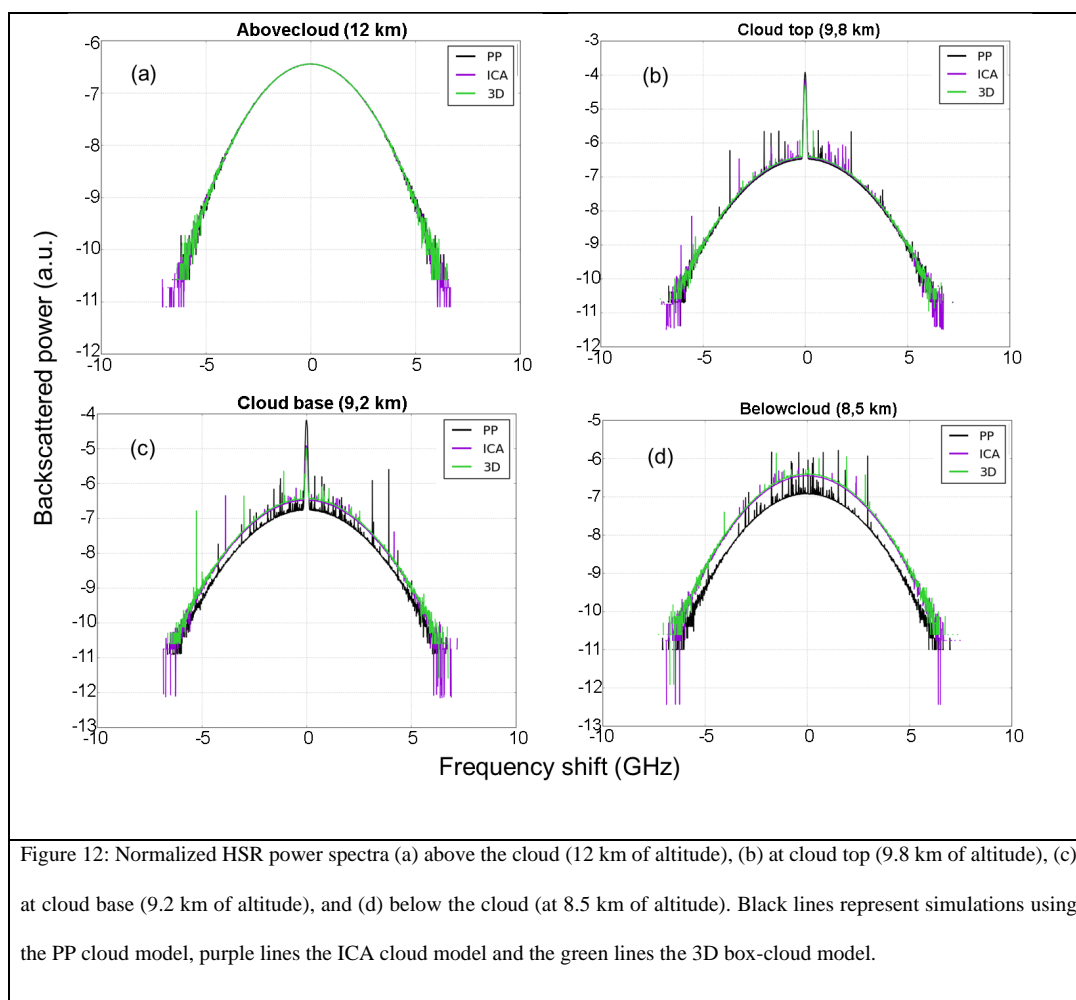 Abovecloud (12 km)
-6
-7
-8
-9
-10
-11
-12
-10
-5
0
5
10
(a)
PP
ICA
3D
Cloud top (9,8 km)
-3
-4
-5
-6
-7
-8
-9
-10
-11
-12
-10
-5
0
5
10
(b)
PP
ICA
3D
Backscattered power (a.u.)
Cloud base (9,2 km)
-4
-5
-6
-7
-8
-9
-10
-11
-12
-13
-10
-5
0
5
10
(c)
PP
ICA
3D
Belowcloud (8,5 km)
-5
-6
-7
-8
-9
-10
-11
-12
-13
-10
-5
0
5
10
(d)
PP
ICA
3D
Frequency shift (GHz)
Figure 12: Normalized HSR power spectra (a) above the cloud (12 km of altitude), (b) at cloud top (9.8 km of altitude), (c)
at cloud base (9.2 km of altitude), and (d) below the cloud (at 8.5 km of altitude). Black lines represent simulations using
the PP cloud model, purple lines the ICA cloud model and the green lines the 3D box-cloud model.